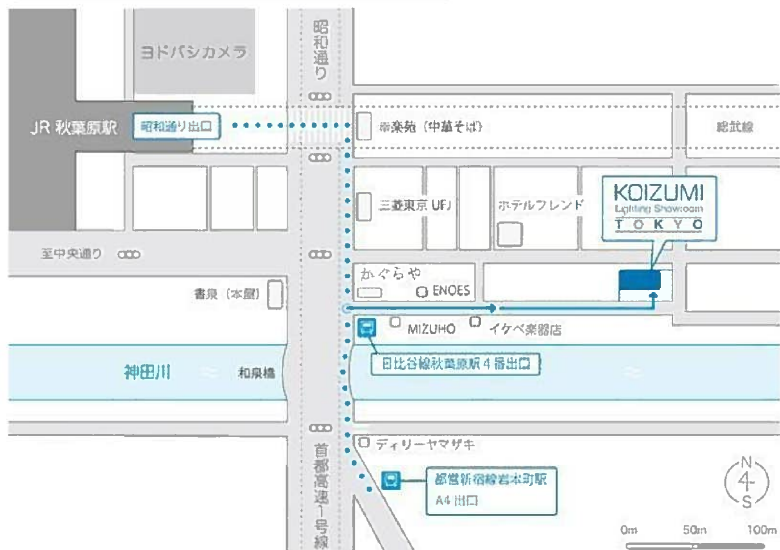 昭和通り
ヨドバシカメラ
JR 秋葉原駅
昭和通り出口
楽苑 (中華そば)
総武線
三菱東京 UFJ
ホテルフレンド
KOIZUMI
Lighting Showroom
TOKYO
至中央通り
かぐらや
ENOES
書泉 (本屋)
MIZUHO
イケベ楽器店
日比谷線秋葉原駅4番出口
神田川
和泉橋
デイリーヤマザキ
首都高速1号線
都営新宿線岩本町駅
A4 出口
N
4
S
0m
50m
100m